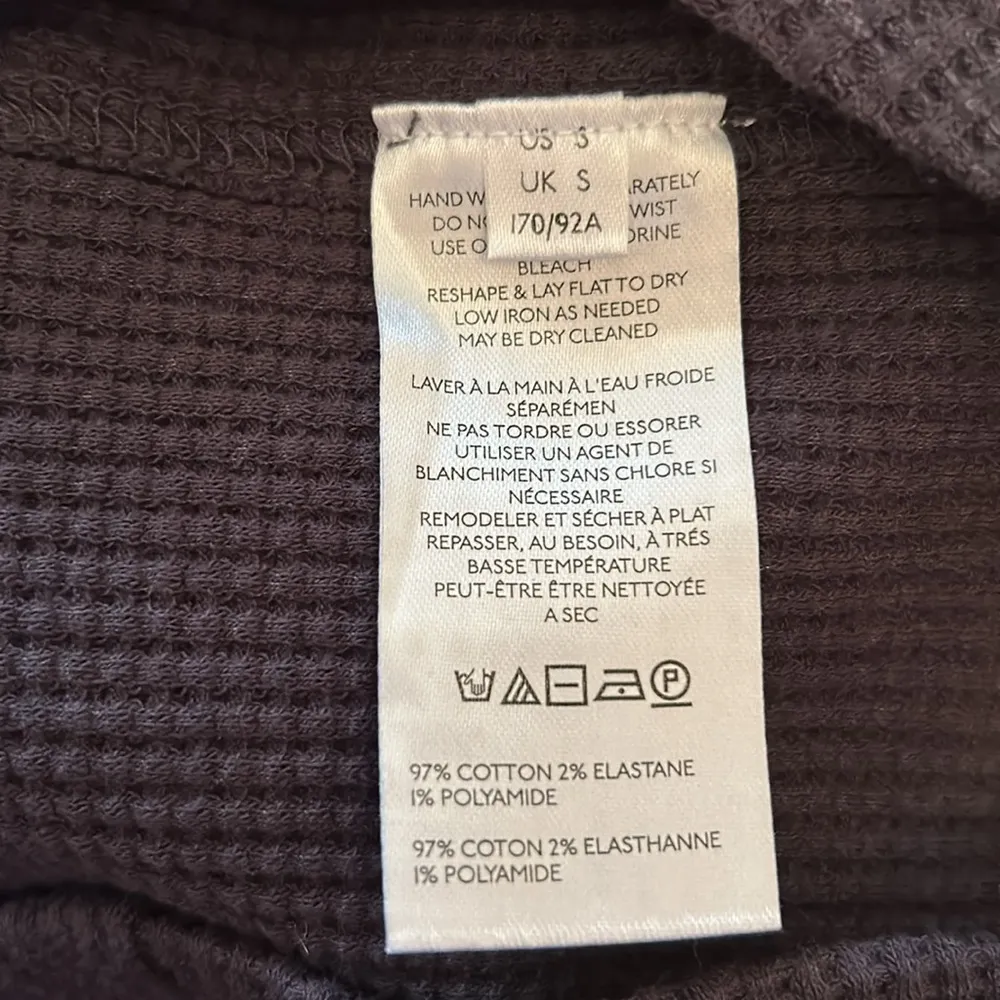 US S
UK S
170/92A
HAND W RATELY
DO N WIST
USE O ORINE
BLEACH
RESHAPE & LAY FLAT TO DRY
LOW IRON AS NEEDED
MAY BE DRY CLEANED
LAVER À LA MAIN À L'EAU FROIDE
SÉPARÉMEN
NE PAS TORDRE OU ESSORER
UTILISER UN AGENT DE
BLANCHIMENT SANS CHLORE SI
NÉCESSAIRE
REMODELER ET SÉCHER À PLAT
REPASSER, AU BESOIN, À TRÉS
BASSE TEMPÉRATURE
PEUT-ÊTRE ÊTRE NETTOYÉE
A SEC
P
97% COTTON 2% ELASTANE
1% POLYAMIDE
97% COTON 2% ELASTHANNE
1% POLYAMIDE